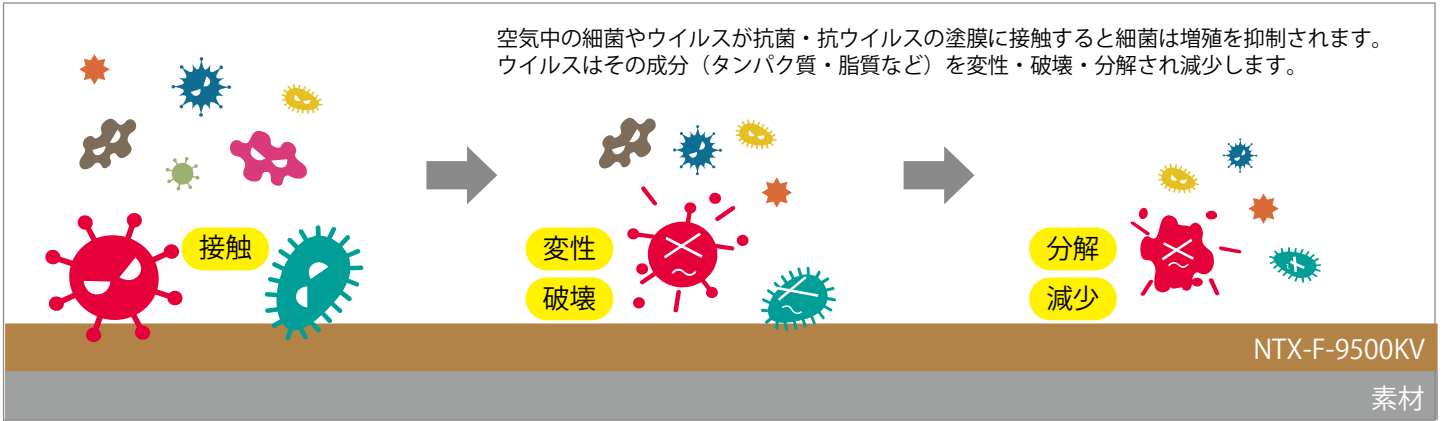 空気中の細菌やウイルスが抗菌・抗ウイルスの塗膜に接触すると細菌は増殖を抑制されます。
ウイルスはその成分（タンパク質・脂質など）を変性・破壊・分解され減少します。
接触
変性
破壊
分解
減少
NTX-F-9500KV
素材